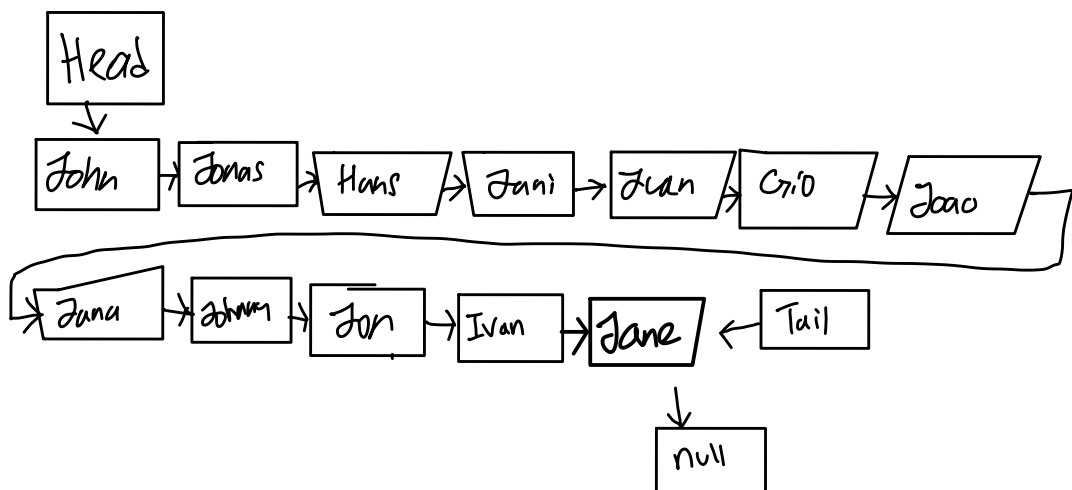 Head
John Jonas Hans Jani Juan Gio Joao
Jana Johnny Jon Ivan Jane Tail
null